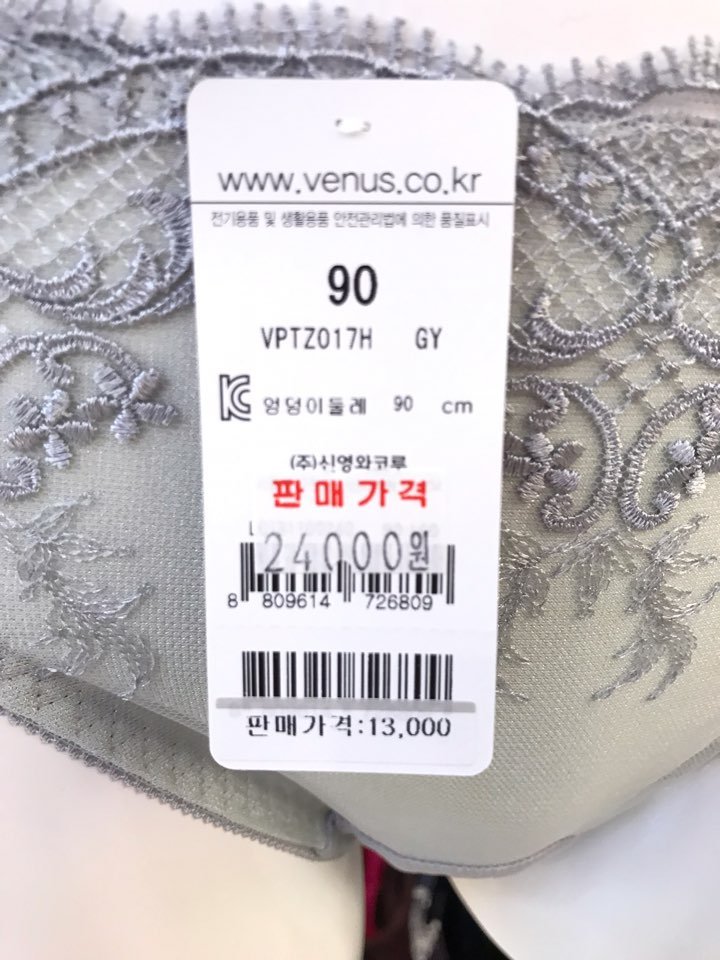 www.venus.co.kr
전기용품 및 생활용품 안전관리법에 의한 품질표시
90
VPTZ017H GY
KC 엉덩이둘레 90 cm
(주)신영와코루
판매가격
24000원
8 809614 726809
판매가격:13,000